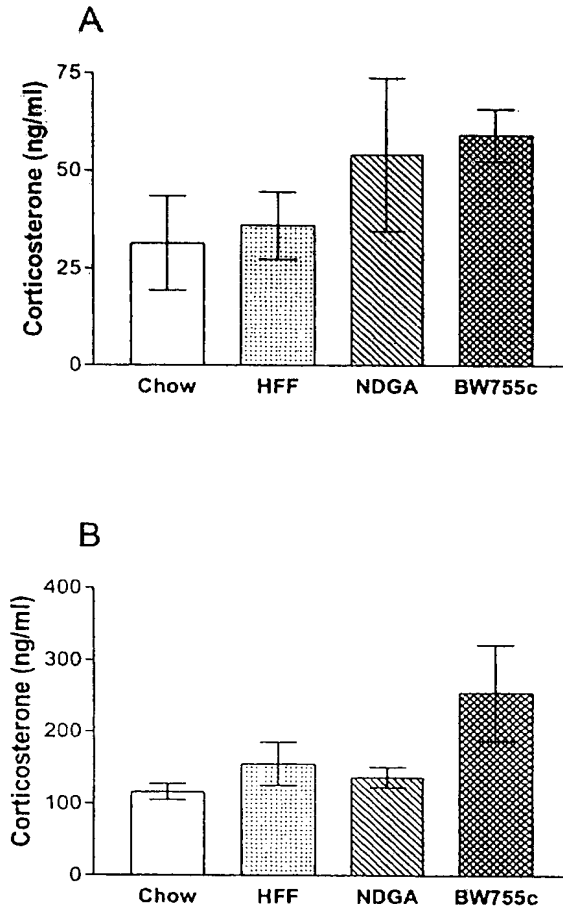 A
Corticosterone (ng/ml)
75
50
25
0
Chow HFF NDGA BW755c
B
Corticosterone (ng/ml)
400
300
200
100
0
Chow HFF NDGA BW755c